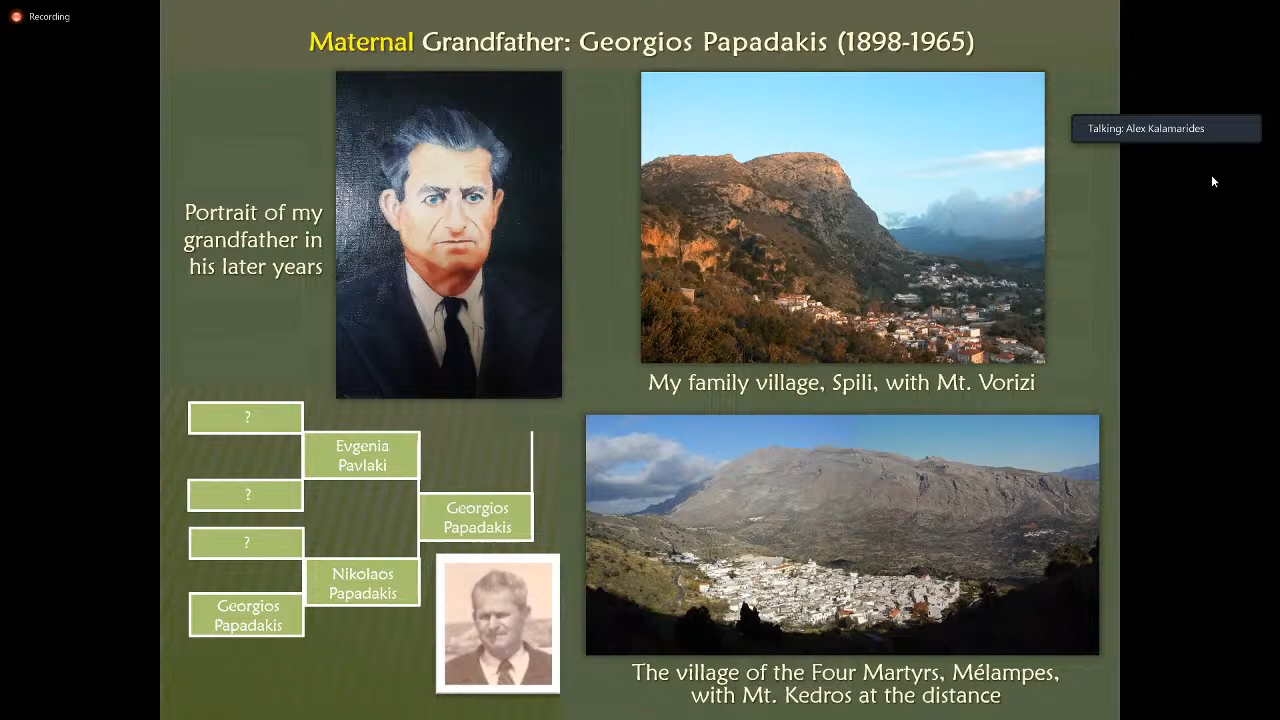 Recording
Maternal Grandfather: Georgios Papadakis (1898-1965)
Talking: Alex Kalamarides
Portrait of my
grandfather in
his later years
My family village, Spili, with Mt. Vorizi
?
Evgenia
Pavlaki
?
Georgios
Papadakis
?
Nikolaos
Papadakis
Georgios
Papadakis
The village of the Four Martyrs, Mélampes,
with Mt. Kedros at the distance